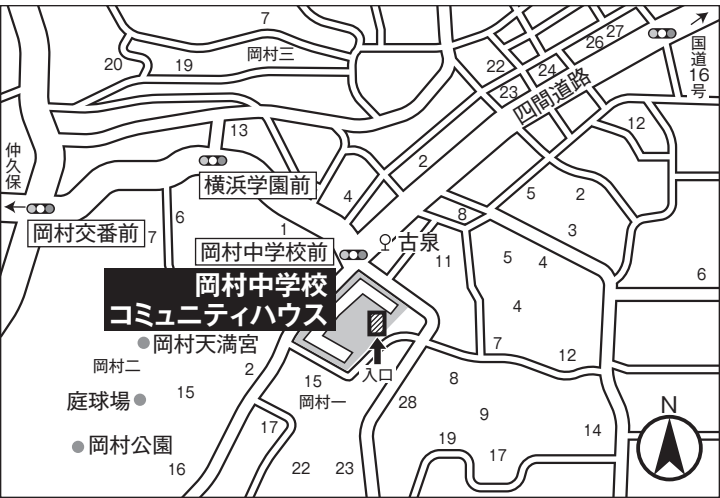 7
20
19
岡村三
22
23
24
26
27
四間道路
国道16号
12
13
仲久保
横浜学園前
2
4
岡村交番前
7
6
1
岡村中学校前
古泉
8
5
2
3
11
5
4
4
6
岡村中学校
コミュニティハウス
入口
7
12
岡村天満宮
岡村二
2
15
庭球場
15
岡村一
28
8
9
14
N
岡村公園
17
16
22
23
19
17